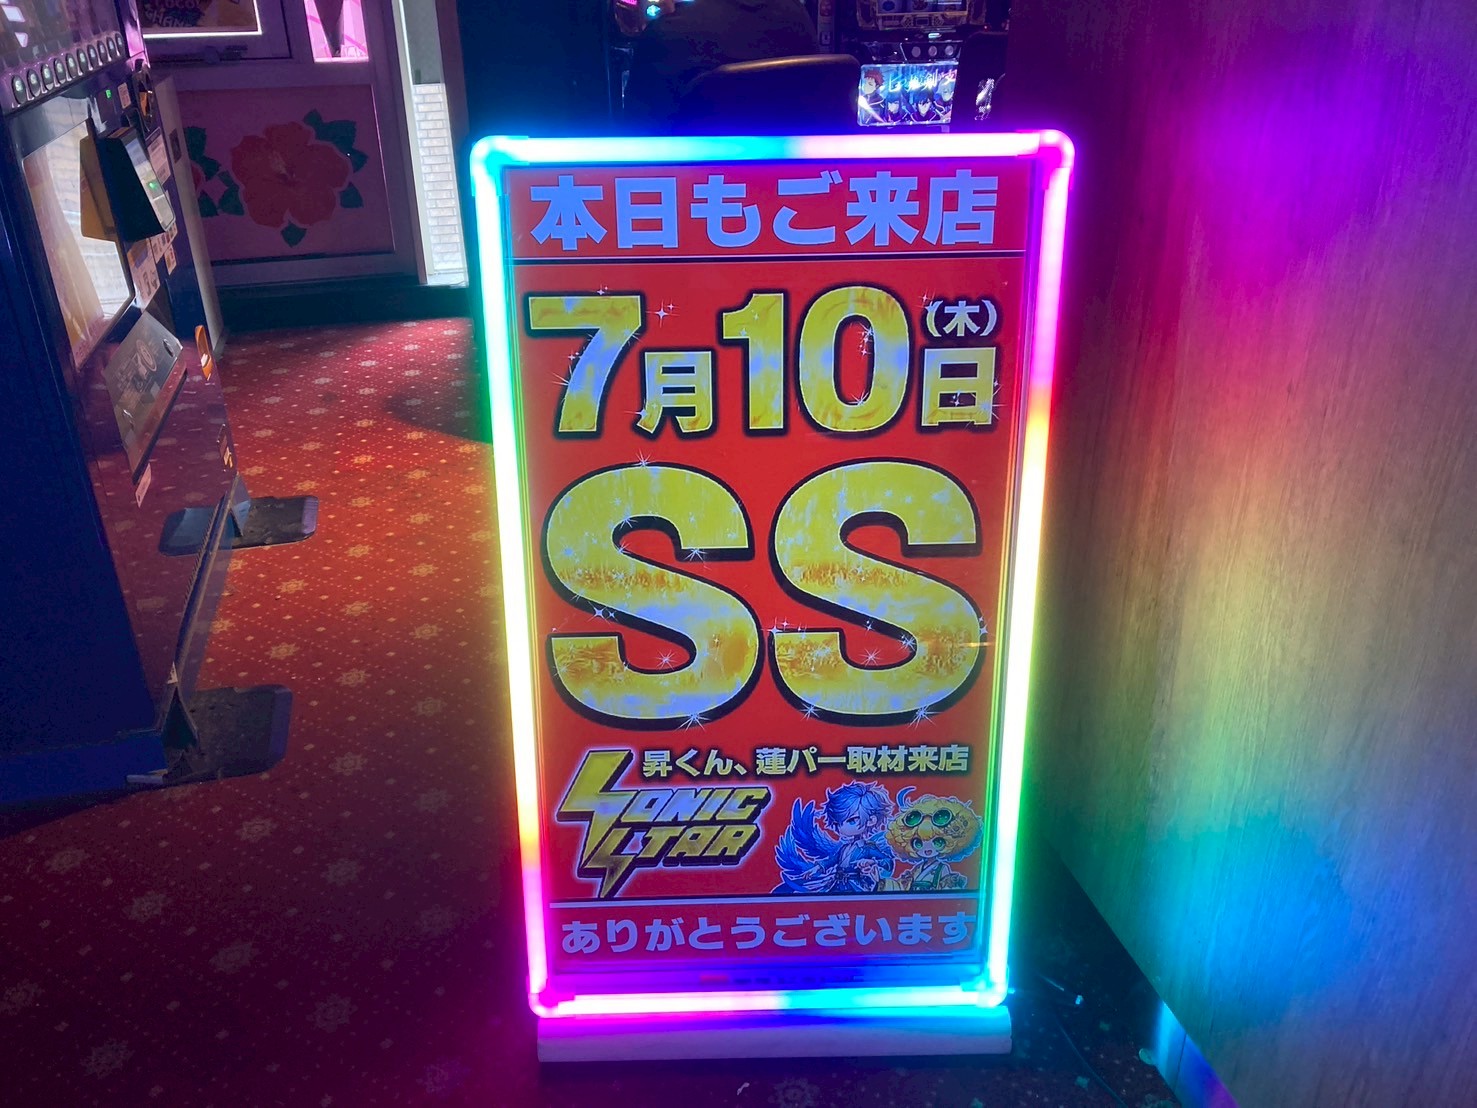 本日もご来店
7月10日(木)
SS
昇くん、蓮パー取材来店
SONIC
STAR
ありがとうございます